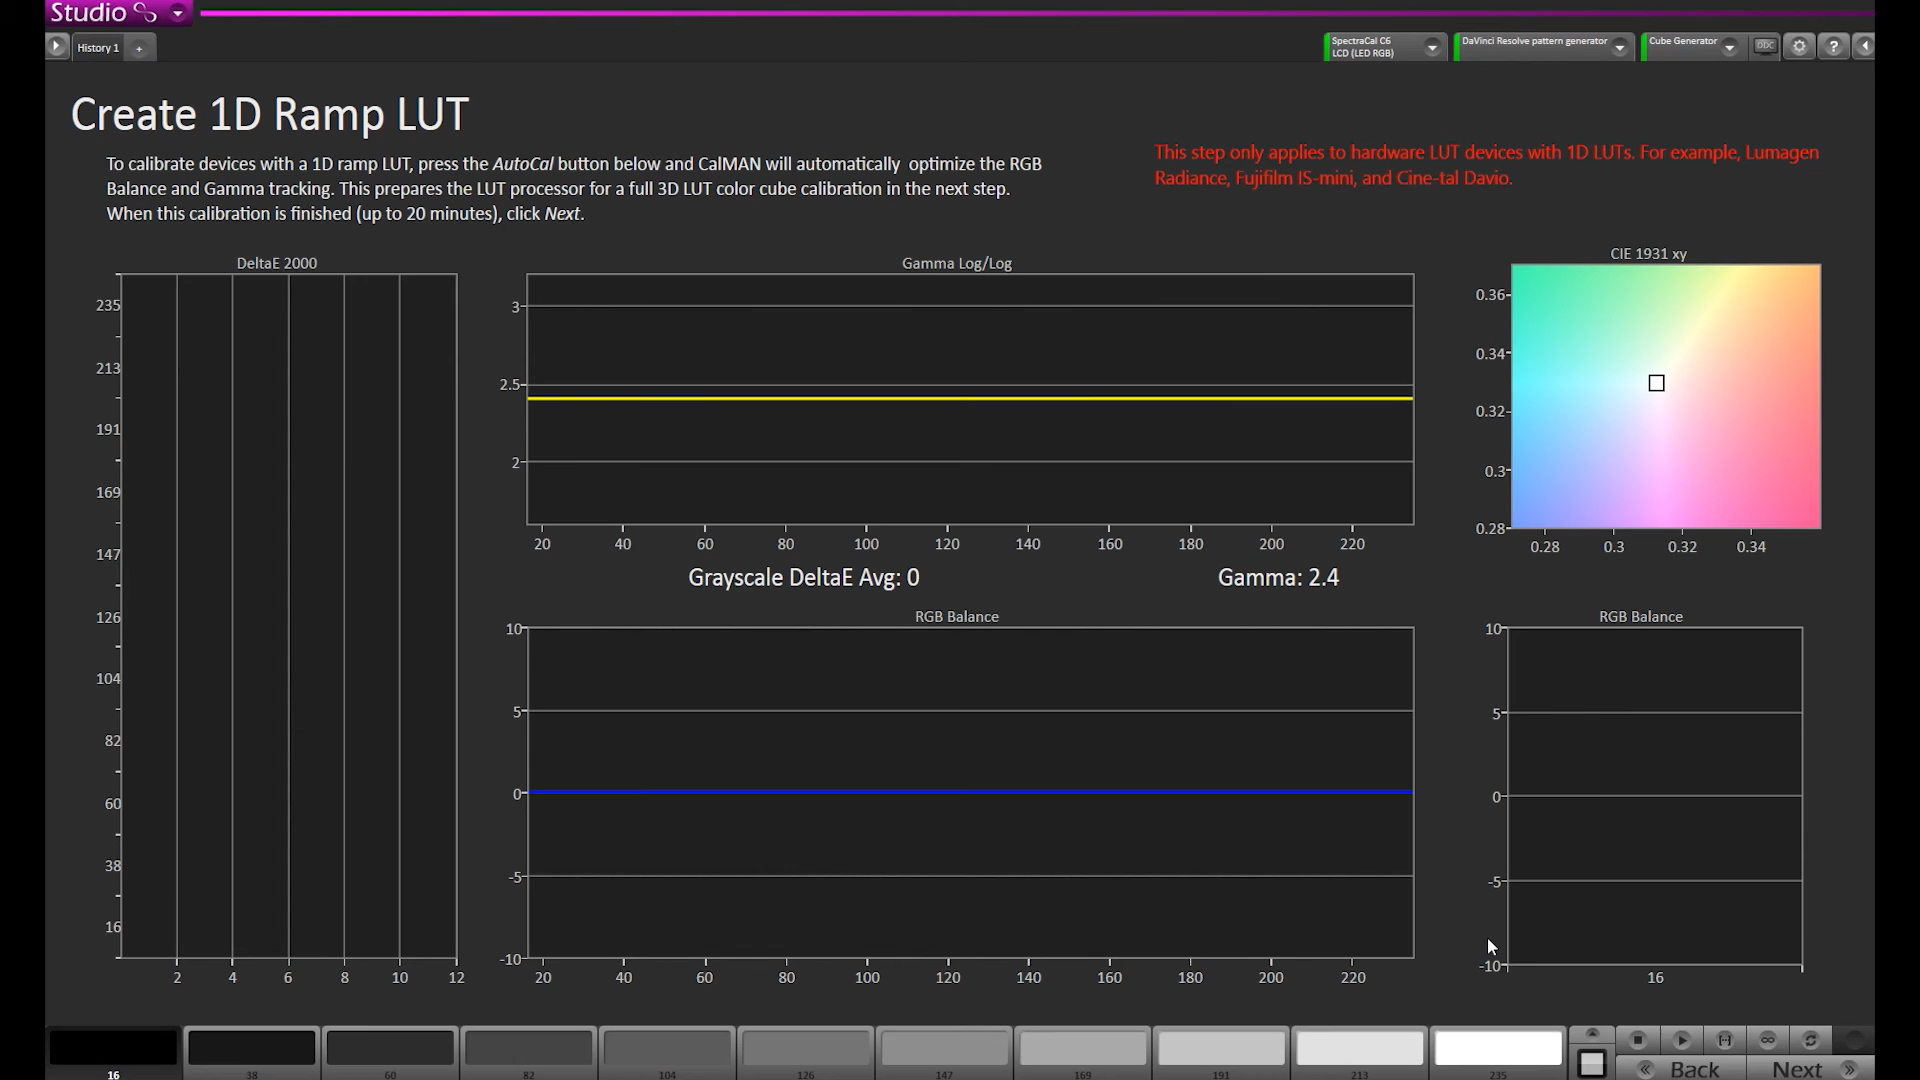 Studio
History 1
+
SpectraCal C6
LCD (LED RGB)
DaVinci Resolve pattern generator
Cube Generator
DDC
?
Create 1D Ramp LUT
To calibrate devices with a 1D ramp LUT, press the AutoCal button below and CalMAN will automatically optimize the RGB
Balance and Gamma tracking. This prepares the LUT processor for a full 3D LUT color cube calibration in the next step.
When this calibration is finished (up to 20 minutes), click Next.
This step only applies to hardware LUT devices with 1D LUTs. For example, Lumagen
Radiance, Fujifilm IS-mini, and Cine-tal Davio.
DeltaE 2000
235
213
191
169
147
126
104
82
60
38
16
2 4 6 8 10 12
Gamma Log/Log
3
2.5
2
20 40 60 80 100 120 140 160 180 200 220
Grayscale DeltaE Avg: 0
Gamma: 2.4
CIE 1931 xy
0.36
0.34
0.32
0.3
0.28
0.28 0.3 0.32 0.34
RGB Balance
10
5
0
-5
-10
20 40 60 80 100 120 140 160 180 200 220
RGB Balance
10
5
0
-5
-10
16
16 38 60 82 104 126 147 169 191 213 235
Back
Next